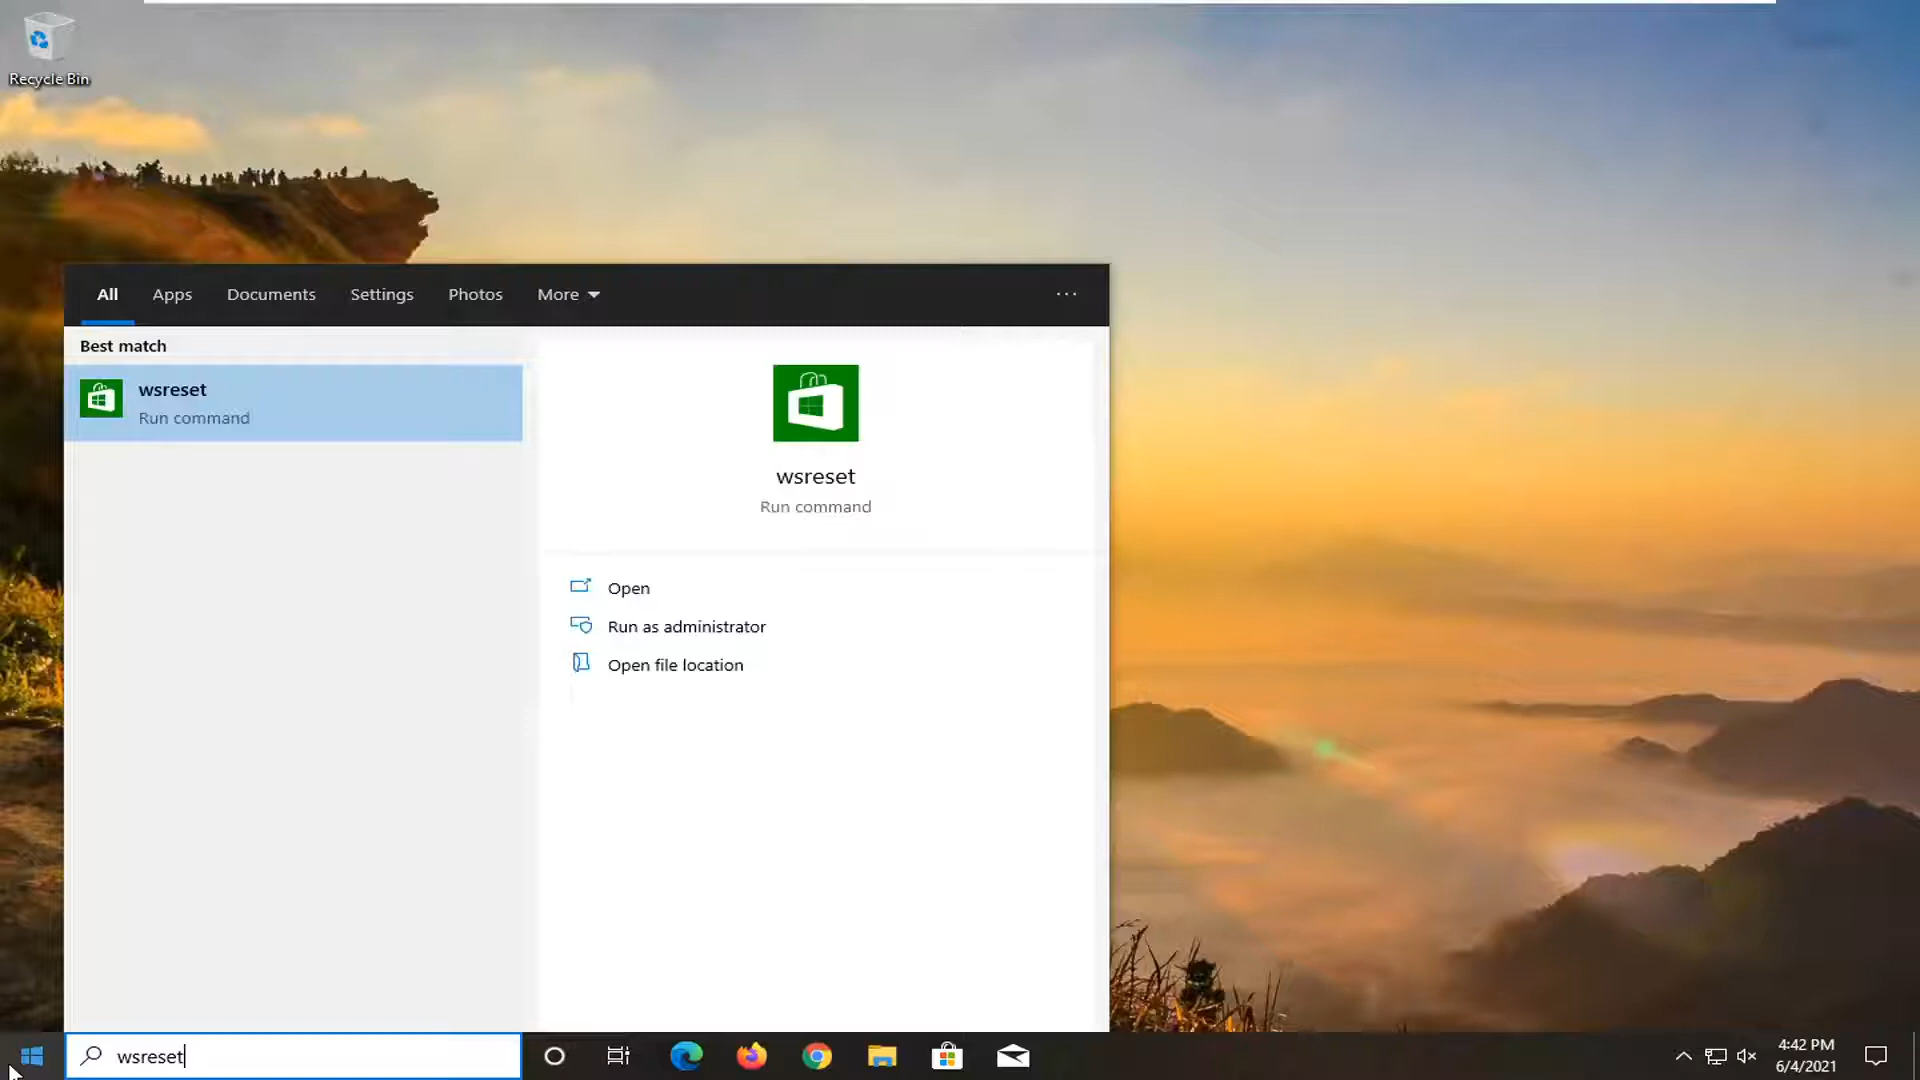 Recycle Bin
All Apps Documents Settings Photos More ...
Best match
wsreset
Run command
wsreset
Run command
Open
Run as administrator
Open file location
wsreset
4:42 PM
6/4/2021